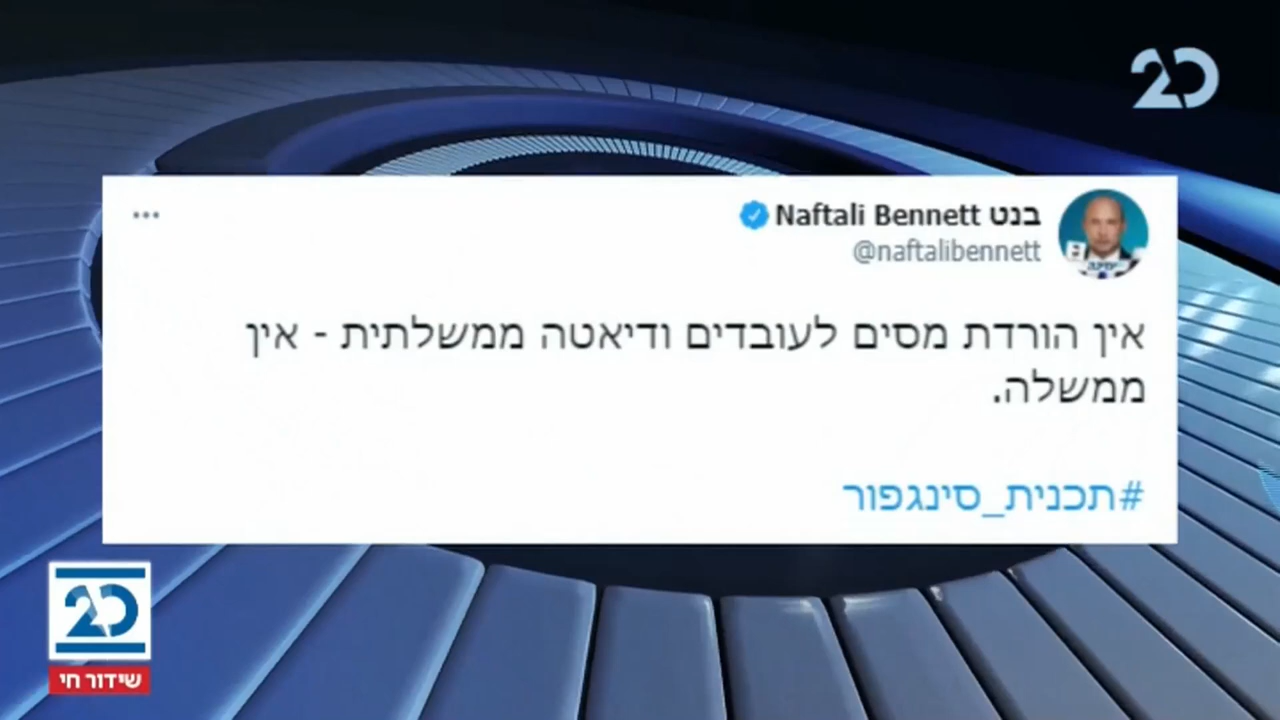 20
Naftali Bennett בנט
@naftalibennett
אין הורדת מסים לעובדים ודיאטה ממשלתית - אין
ממשלה.
#תכנית_סינגפור
20
שידור חי